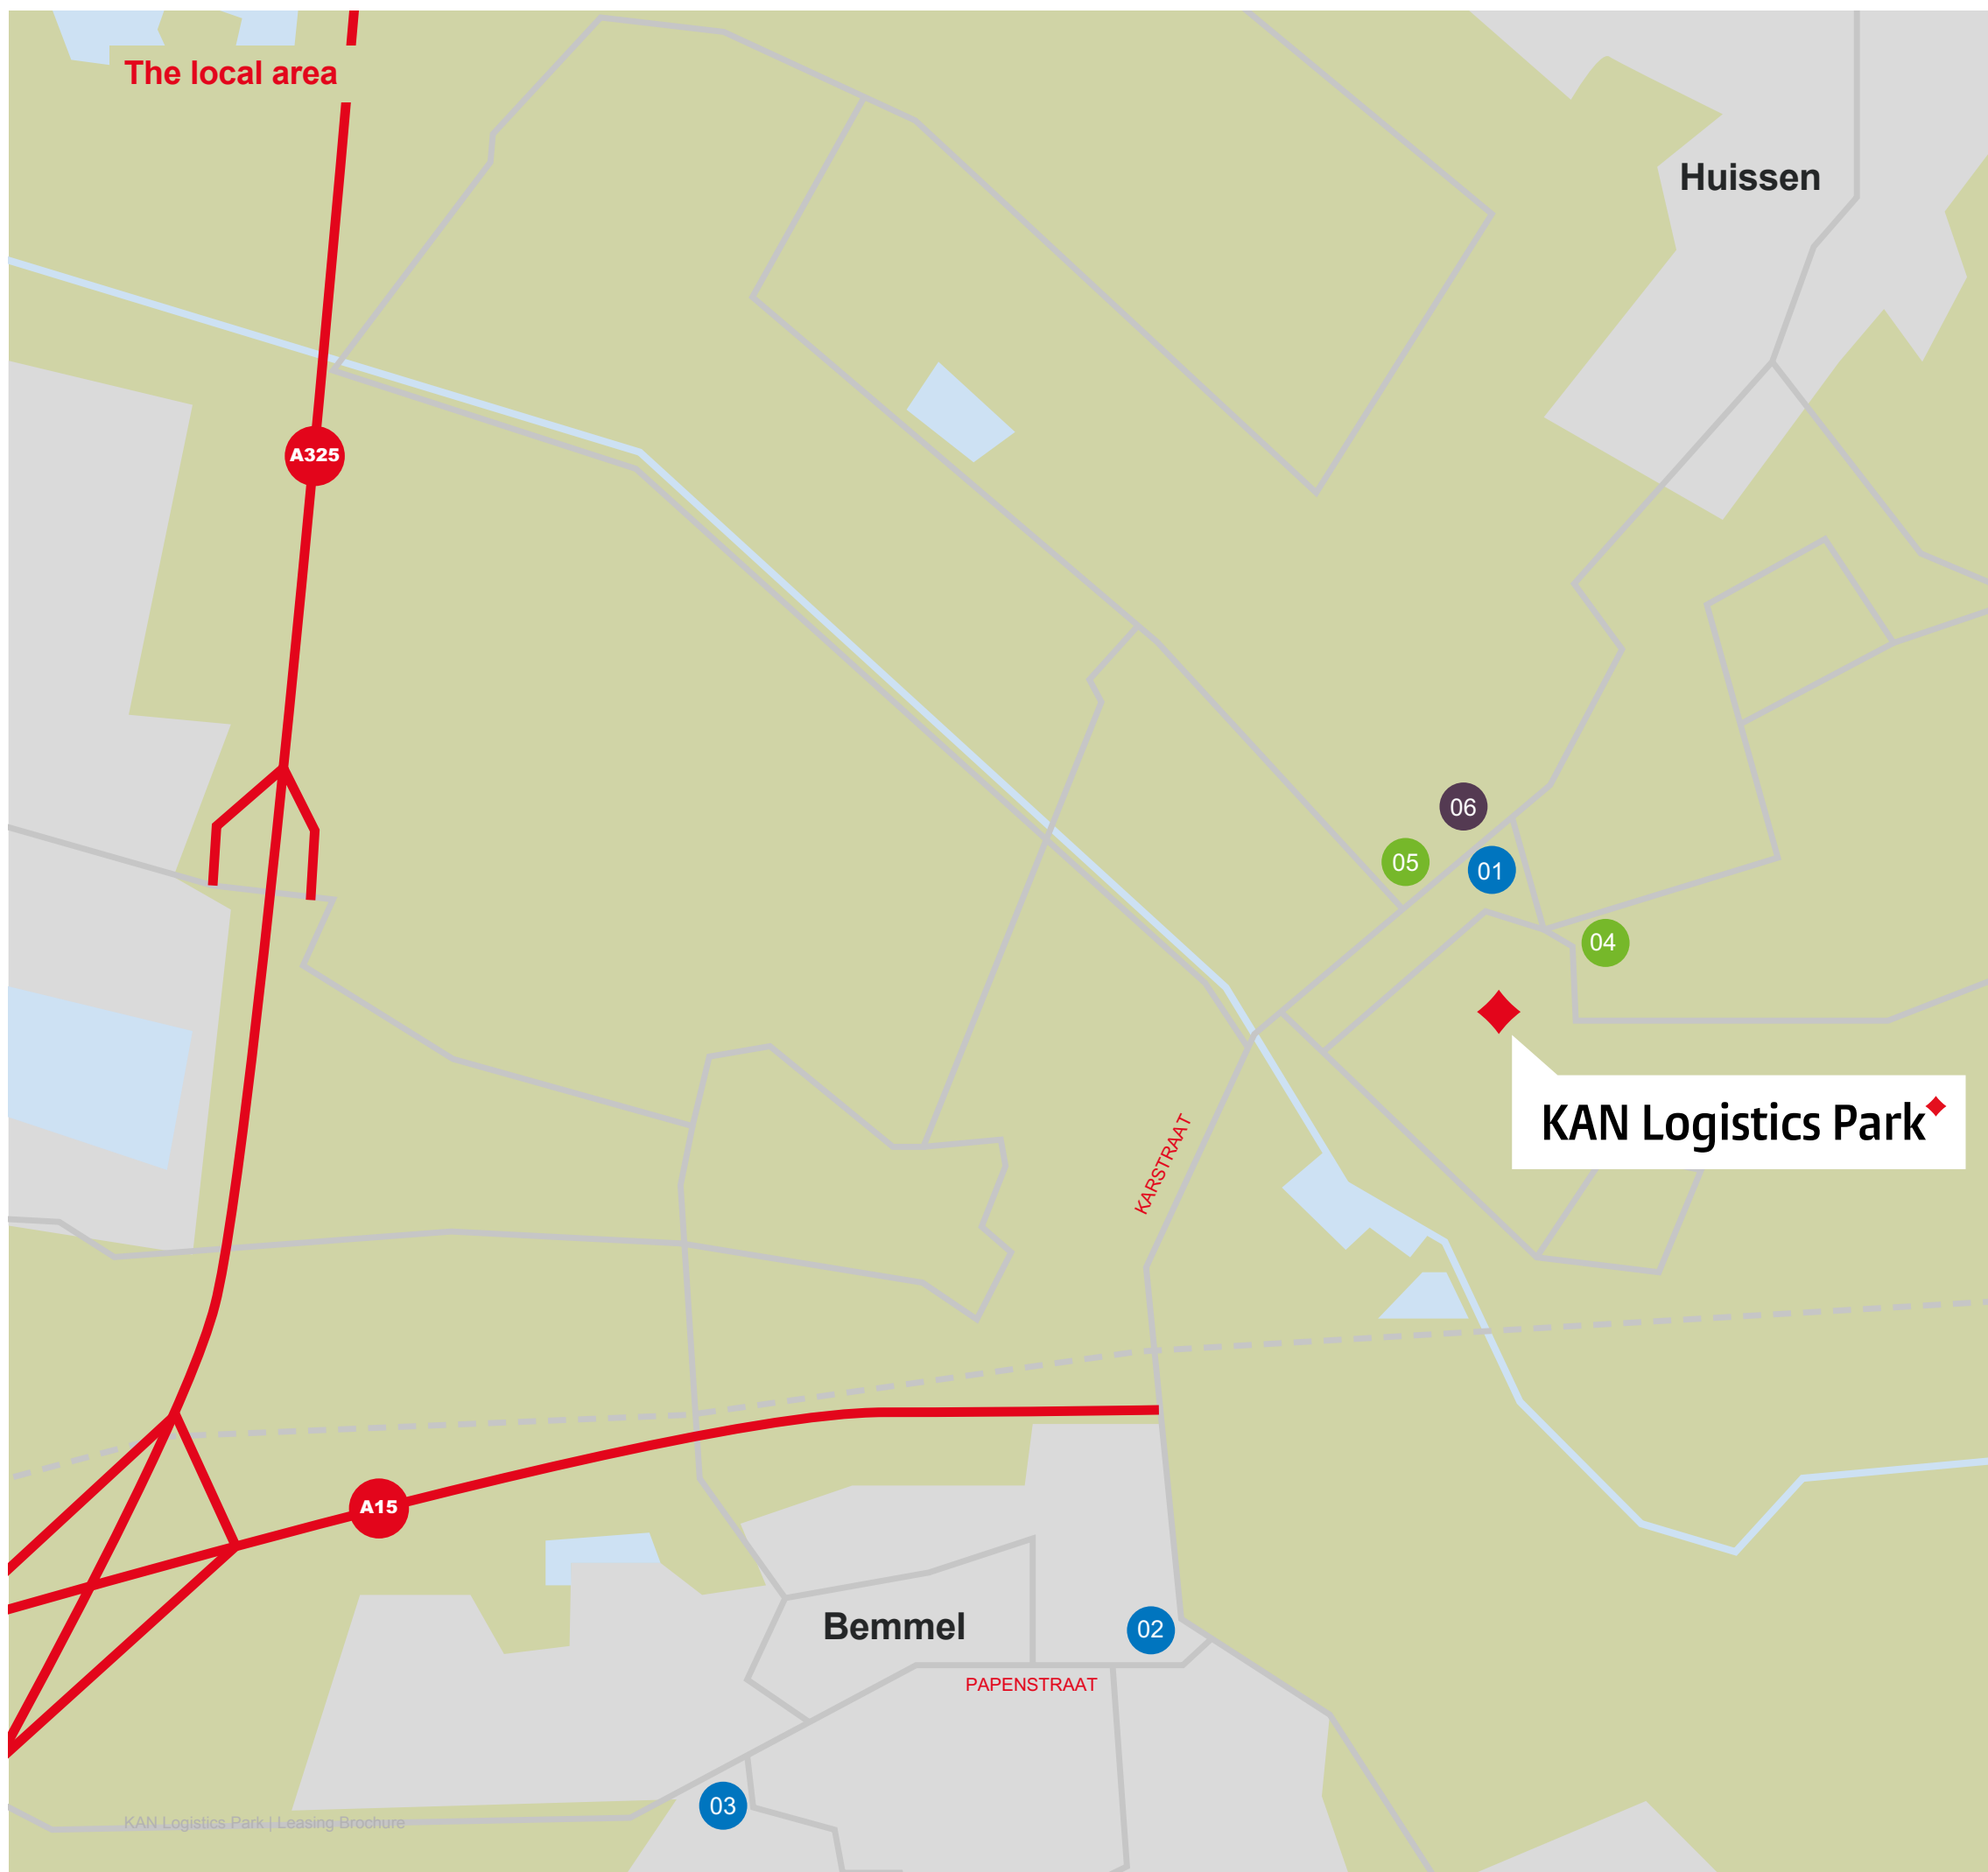 The local area
Huissen
A325
06
05
01
04
KAN Logistics Park
KARSTRAAT
A15
Bemmel
02
PAPENSTRAAT
03
KAN Logistics Park | Leasing Brochure